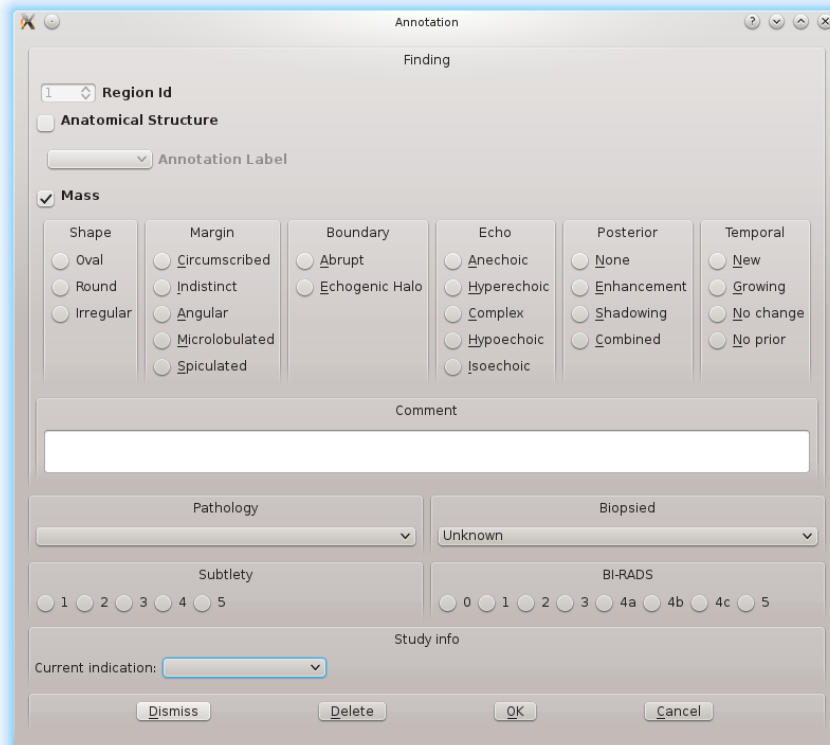 Annotation
Finding
1 Region Id
Anatomical Structure
Annotation Label
Mass
Shape Margin Boundary Echo Posterior Temporal
Oval Circumscribed Abrupt Anechoic None New
Round Indistinct Echogenic Halo Hyperechoic Enhancement Growing
Irregular Angular Complex Shadowing No change
Microlobulated Hypoechoic Combined No prior
Spiculated Isoechoic
Comment
Pathology Biopsied
Unknown
Subtlety BI-RADS
1 2 3 4 5 0 1 2 3 4a 4b 4c 5
Study info
Current indication:
Dismiss Delete OK Cancel